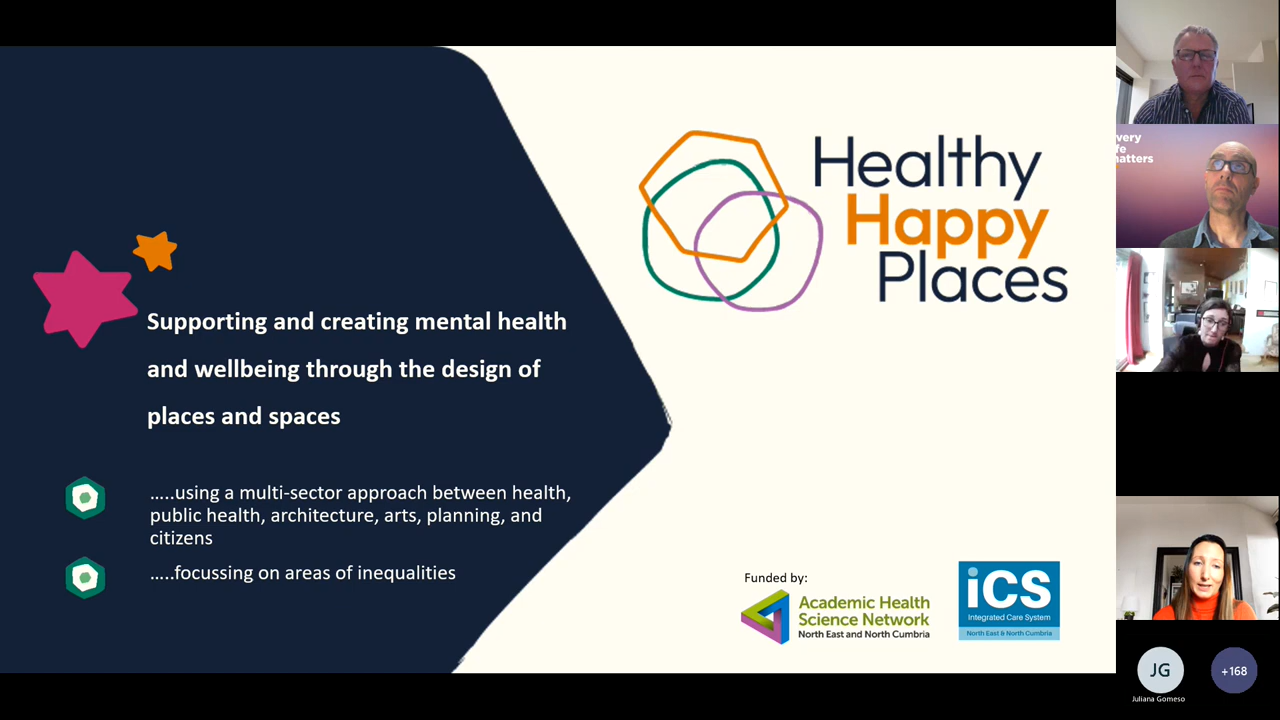 Healthy
Happy
Places
Supporting and creating mental health
and wellbeing through the design of
places and spaces
…..using a multi-sector approach between health,
public health, architecture, arts, planning, and
citizens
…..focussing on areas of inequalities
Funded by:
Academic Health
Science Network
North East and North Cumbria
iCS
Integrated Care System
North East & North Cumbria
very
fe
natters
JG
Juliana Gomeso
+168